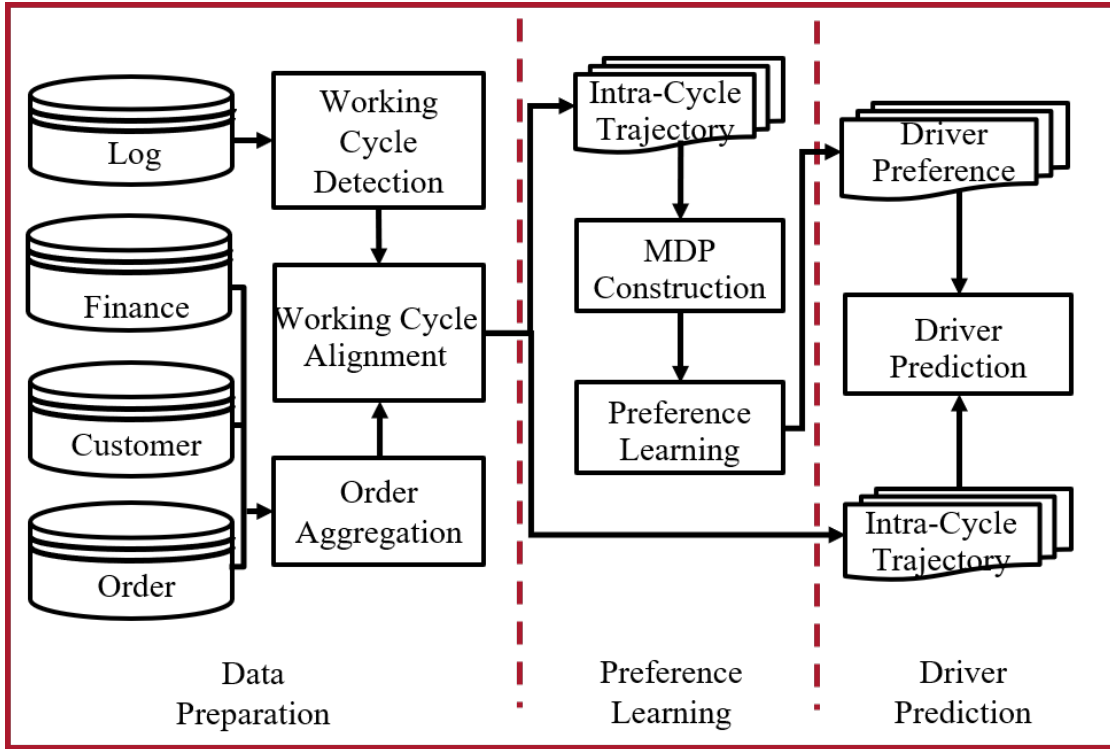 Log
Working
Cycle
Detection
Finance
Customer
Order
Working Cycle
Alignment
Order
Aggregation
Data
Preparation
Intra-Cycle
Trajectory
MDP
Construction
Preference
Learning
Preference
Learning
Driver
Preference
Driver
Prediction
Intra-Cycle
Trajectory
Driver
Prediction